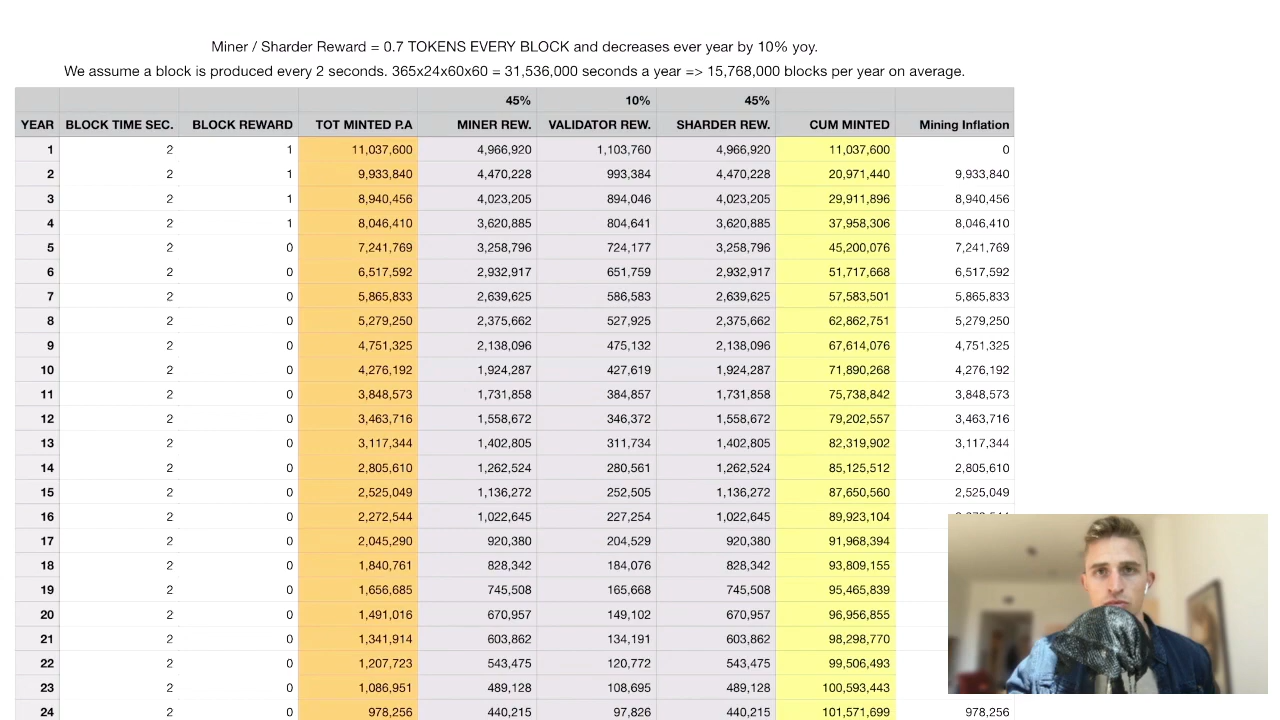 Miner / Sharder Reward = 0.7 TOKENS EVERY BLOCK and decreases ever year by 10% yoy.
We assume a block is produced every 2 seconds. 365x24x60x60 = 31,536,000 seconds a year => 15,768,000 blocks per year on average.
45% 10% 45%
YEAR BLOCK TIME SEC. BLOCK REWARD TOT MINTED P.A MINER REW. VALIDATOR REW. SHARDER REW. CUM MINTED Mining Inflation
1 2 1 11,037,600 4,966,920 1,103,760 4,966,920 11,037,600 0
2 2 1 9,933,840 4,470,228 993,384 4,470,228 20,971,440 9,933,840
3 2 1 8,940,456 4,023,205 894,046 4,023,205 29,911,896 8,940,456
4 2 1 8,046,410 3,620,885 804,641 3,620,885 37,958,306 8,046,410
5 2 0 7,241,769 3,258,796 724,177 3,258,796 45,200,076 7,241,769
6 2 0 6,517,592 2,932,917 651,759 2,932,917 51,717,668 6,517,592
7 2 0 5,865,833 2,639,625 586,583 2,639,625 57,583,501 5,865,833
8 2 0 5,279,250 2,375,662 527,925 2,375,662 62,862,751 5,279,250
9 2 0 4,751,325 2,138,096 475,132 2,138,096 67,614,076 4,751,325
10 2 0 4,276,192 1,924,287 427,619 1,924,287 71,890,268 4,276,192
11 2 0 3,848,573 1,731,858 384,857 1,731,858 75,738,842 3,848,573
12 2 0 3,463,716 1,558,672 346,372 1,558,672 79,202,557 3,463,716
13 2 0 3,117,344 1,402,805 311,734 1,402,805 82,319,902 3,117,344
14 2 0 2,805,610 1,262,524 280,561 1,262,524 85,125,512 2,805,610
15 2 0 2,525,049 1,136,272 252,505 1,136,272 87,650,560 2,525,049
16 2 0 2,272,544 1,022,645 227,254 1,022,645 89,923,104
17 2 0 2,045,290 920,380 204,529 920,380 91,968,394
18 2 0 1,840,761 828,342 184,076 828,342 93,809,155
19 2 0 1,656,685 745,508 165,668 745,508 95,465,839
20 2 0 1,491,016 670,957 149,102 670,957 96,956,855
21 2 0 1,341,914 603,862 134,191 603,862 98,298,770
22 2 0 1,207,723 543,475 120,772 543,475 99,506,493
23 2 0 1,086,951 489,128 108,695 489,128 100,593,443
24 2 0 978,256 440,215 97,826 440,215 101,571,699 978,256